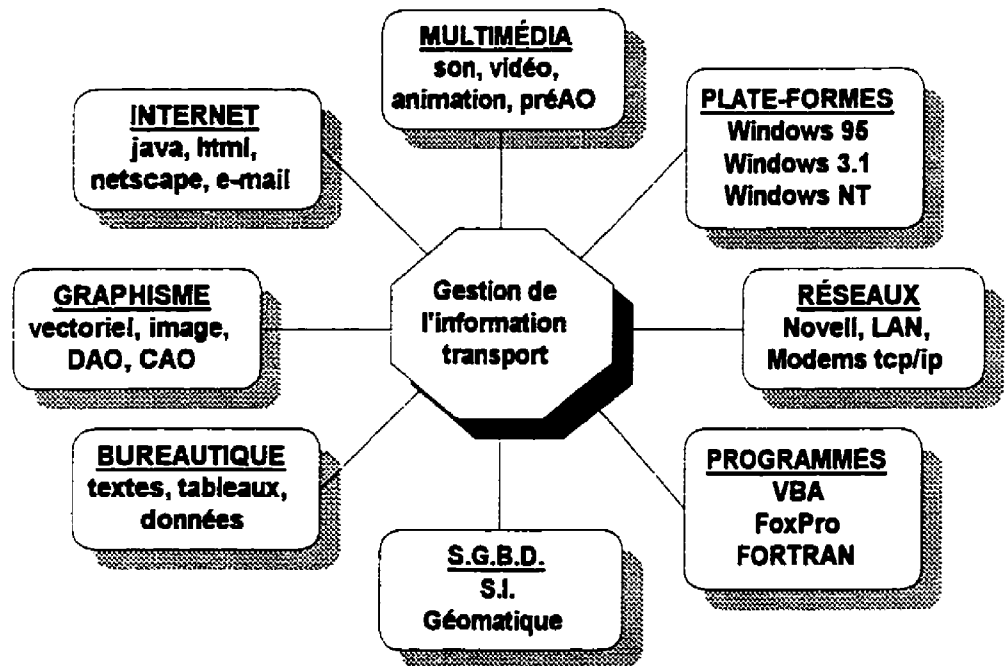 MULTIMÉDIA
son, vidéo,
animation, préAO
PLATE-FORMES
Windows 95
Windows 3.1
Windows NT
INTERNET
java, html,
netscape, e-mail
GRAPHISME
vectoriel, image,
DAO, CAO
Gestion de
l'information
transport
RÉSEAUX
Novell, LAN,
Modems tcp/ip
BUREAUTIQUE
textes, tableaux,
données
PROGRAMMES
VBA
FoxPro
FORTRAN
S.G.B.D.
S.I.
Géomatique